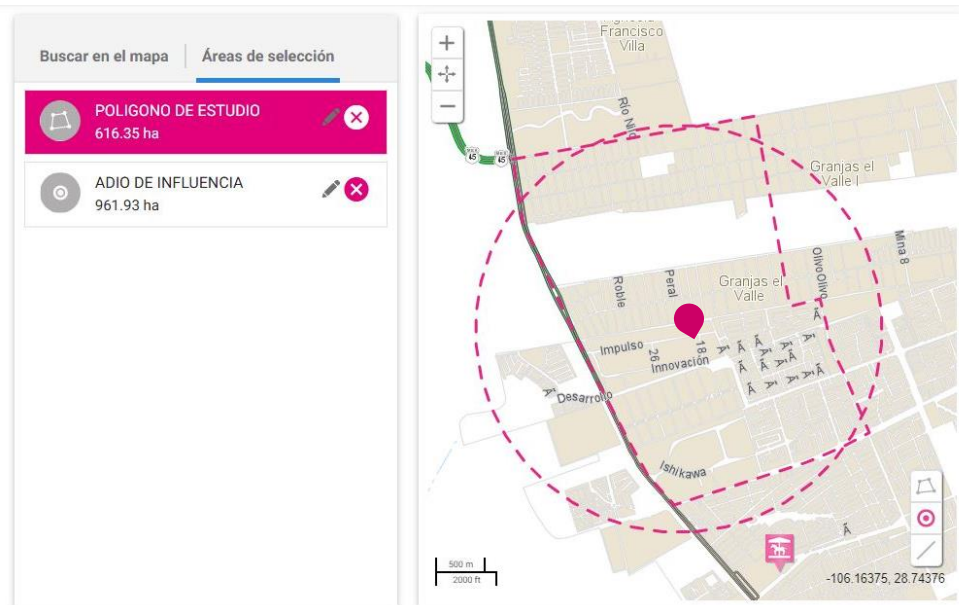 Buscar en el mapa
Áreas de selección
POLIGONO DE ESTUDIO
616.35 ha
ADIO DE INFLUENCIA
961.93 ha
Francisco
Villa
Río Nilo
MEX
45
MEX
45
Granjas el
Valle I
Mina 8
Olivo Olivo
Roble
Peral
Granjas el
Valle
Impulso
26
18
Innovación
Desarrollo
Ishikawa
500 m
2000 ft
-106.16375, 28.74376